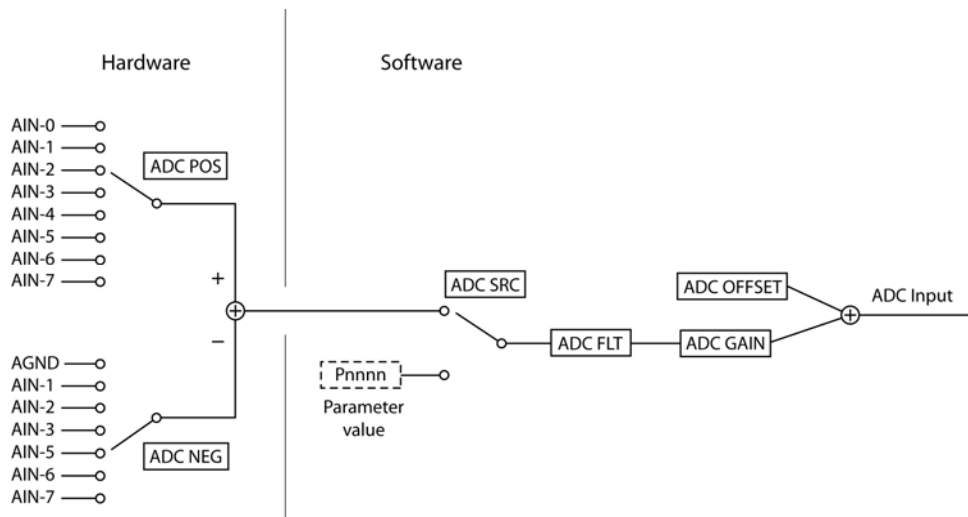 Hardware
Software
AIN-0
AIN-1
AIN-2
AIN-3
AIN-4
AIN-5
AIN-6
AIN-7
ADC POS
+
−
AGND
AIN-1
AIN-2
AIN-3
AIN-5
AIN-6
AIN-7
ADC NEG
ADC SRC
Pnnnn
Parameter
value
ADC FLT
ADC OFFSET
ADC GAIN
ADC Input